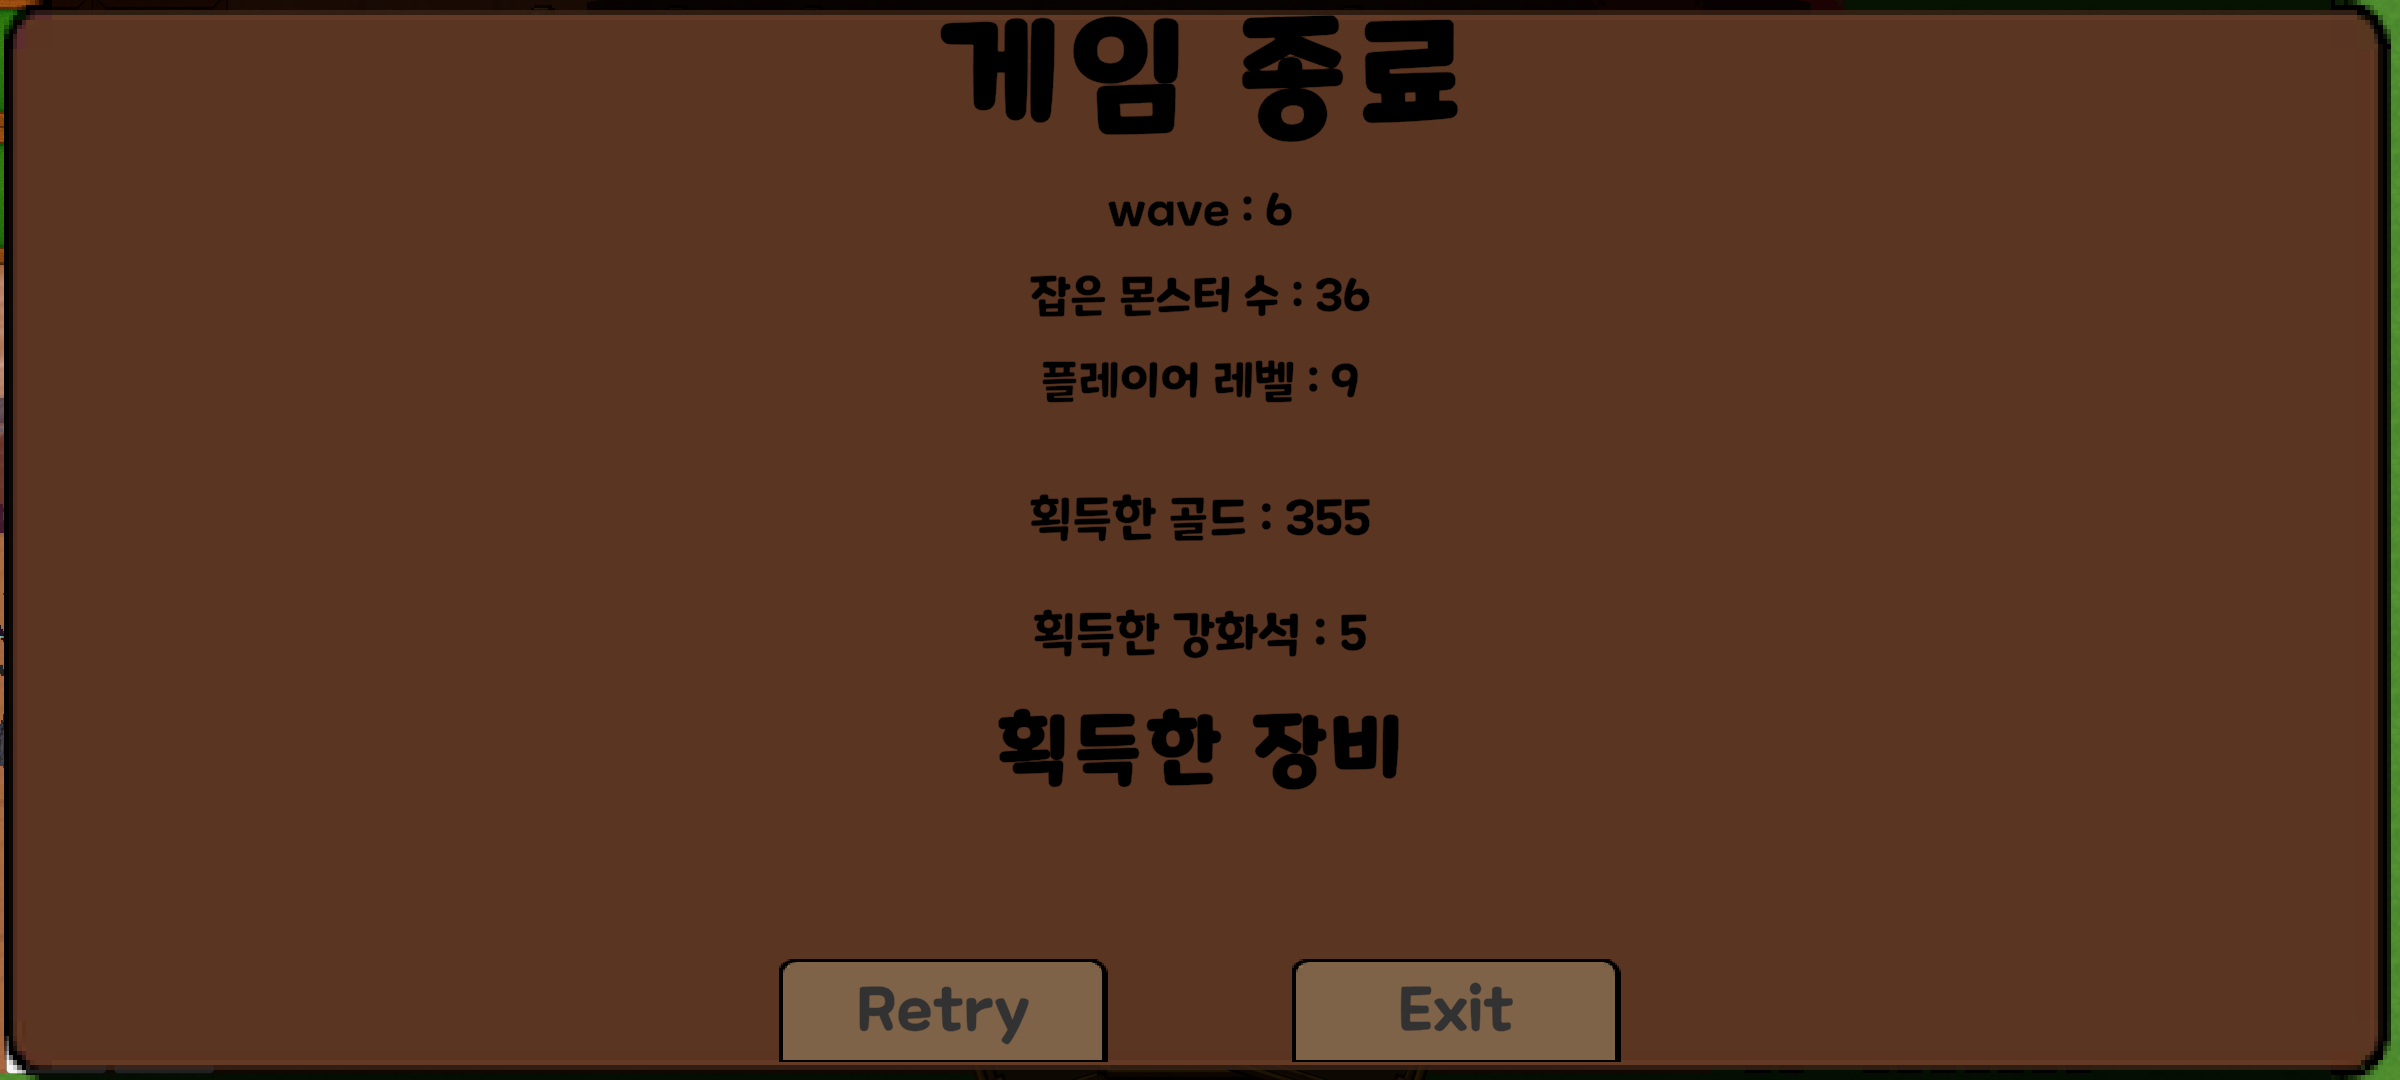 게임 종료
wave : 6
잡은 몬스터 수 : 36
플레이어 레벨 : 9
획득한 골드 : 355
획득한 강화석 : 5
획득한 장비
Retry
Exit